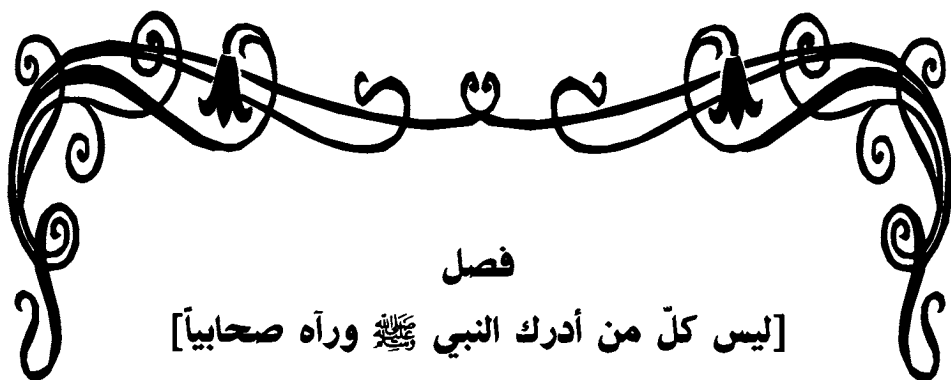 فصل
[ليس كلّ من أدرك النبي ﷺ ورآه صحابياً]